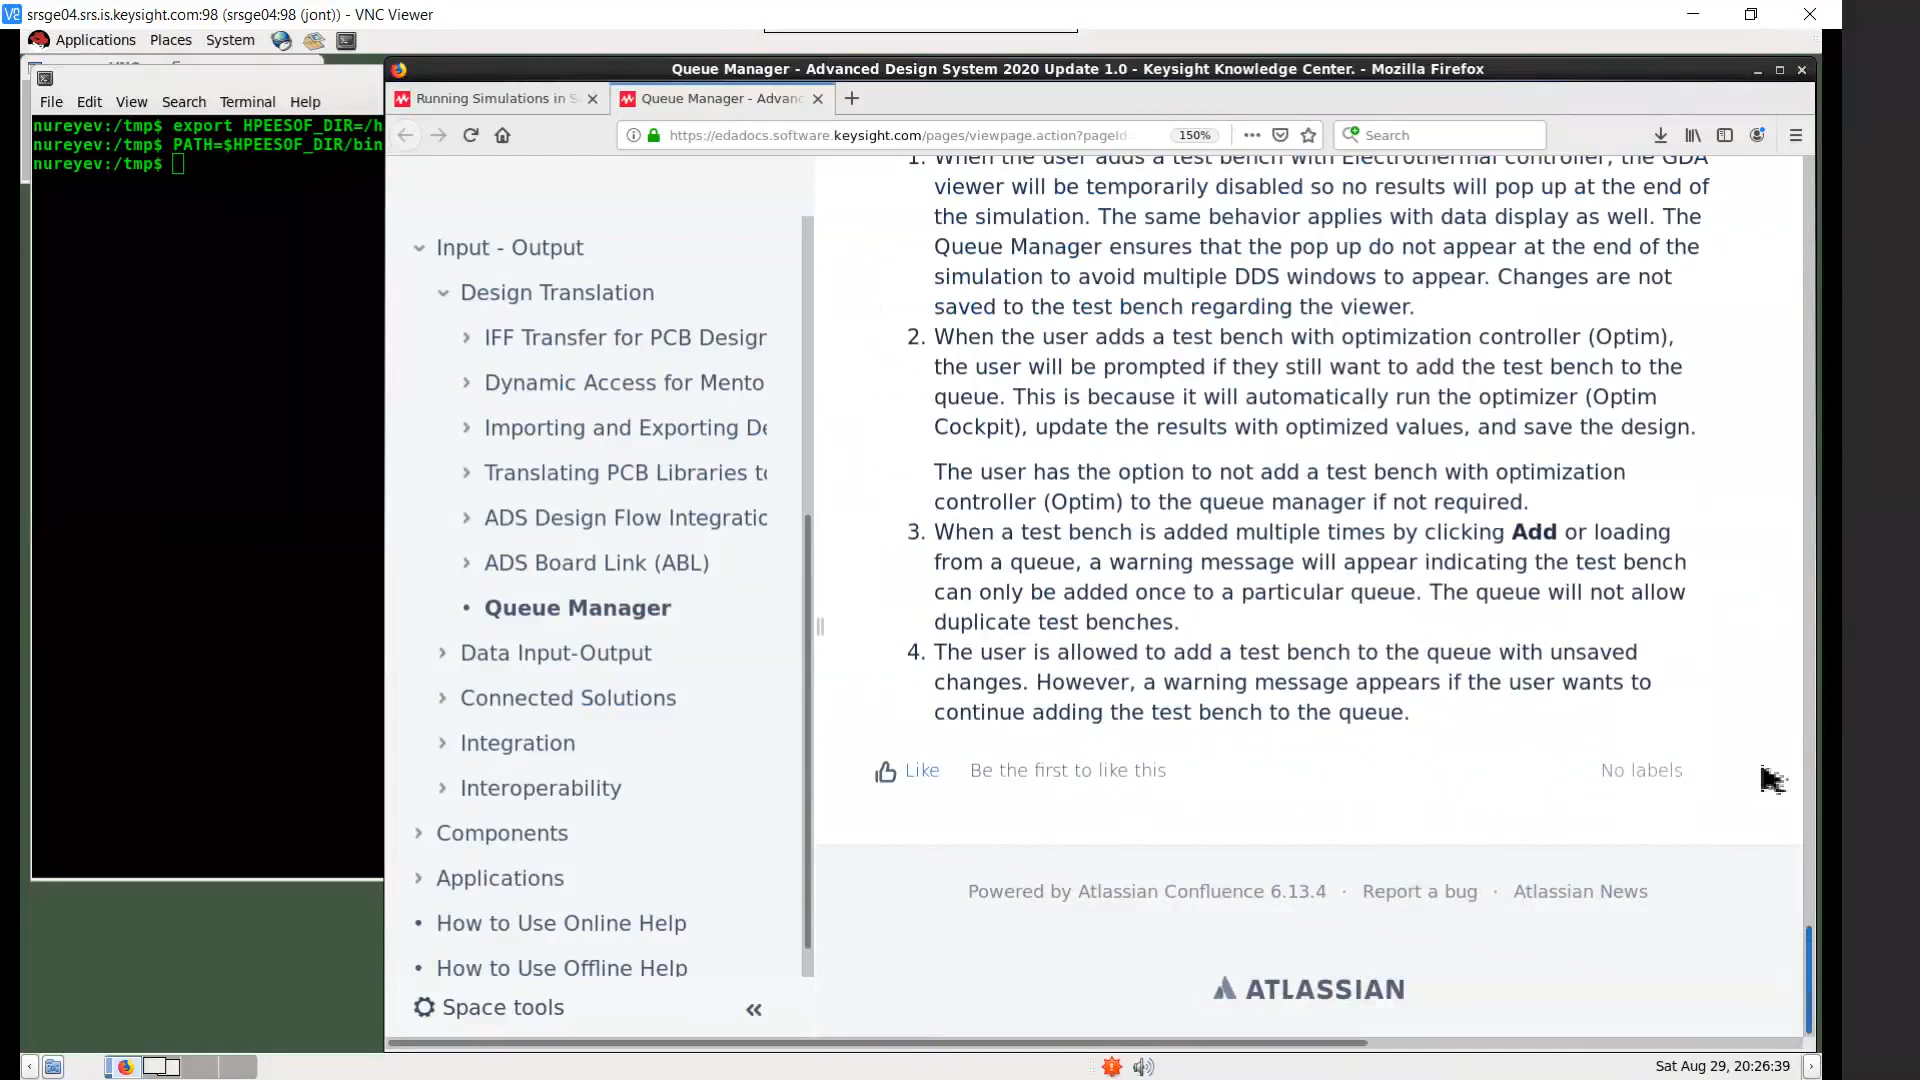 srsge04.srs.is.keysight.com:98 (srsge04:98 (jont)) - VNC Viewer
Applications Places System
Queue Manager - Advanced Design System 2020 Update 1.0 - Keysight Knowledge Center. - Mozilla Firefox
File Edit View Search Terminal Help
nureyev:/tmp$ export HPEESOF_DIR=/h
nureyev:/tmp$ PATH=$HPEESOF_DIR/bin
nureyev:/tmp$
Running Simulations in S
Queue Manager - Advanc
https://edadocs.software.keysight.com/pages/viewpage.action?pageId
150%
Search
Input - Output
Design Translation
IFF Transfer for PCB Design
Dynamic Access for Mento
Importing and Exporting De
Translating PCB Libraries to
ADS Design Flow Integratio
ADS Board Link (ABL)
• Queue Manager
Data Input-Output
Connected Solutions
Integration
Interoperability
Components
Applications
• How to Use Online Help
• How to Use Offline Help
Space tools
1. When the user adds a test bench with Electrothermal controller, the GDA
viewer will be temporarily disabled so no results will pop up at the end of
the simulation. The same behavior applies with data display as well. The
Queue Manager ensures that the pop up do not appear at the end of the
simulation to avoid multiple DDS windows to appear. Changes are not
saved to the test bench regarding the viewer.
2. When the user adds a test bench with optimization controller (Optim),
the user will be prompted if they still want to add the test bench to the
queue. This is because it will automatically run the optimizer (Optim
Cockpit), update the results with optimized values, and save the design.
The user has the option to not add a test bench with optimization
controller (Optim) to the queue manager if not required.
3. When a test bench is added multiple times by clicking Add or loading
from a queue, a warning message will appear indicating the test bench
can only be added once to a particular queue. The queue will not allow
duplicate test benches.
4. The user is allowed to add a test bench to the queue with unsaved
changes. However, a warning message appears if the user wants to
continue adding the test bench to the queue.
Like Be the first to like this
No labels
Powered by Atlassian Confluence 6.13.4 · Report a bug · Atlassian News
ATLASSIAN
Sat Aug 29, 20:26:39